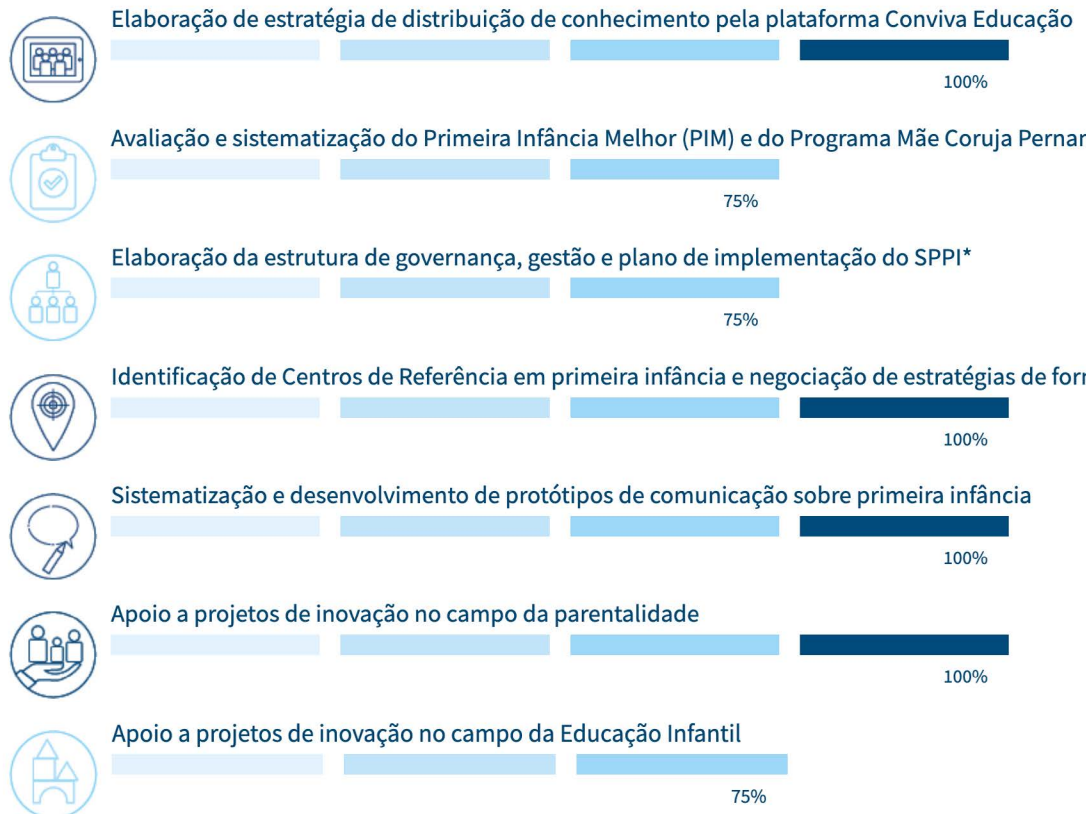 Elaboração de estratégia de distribuição de conhecimento pela plataforma Conviva Educação
100%
Avaliação e sistematização do Primeira Infância Melhor (PIM) e do Programa Mãe Coruja
75%
Elaboração da estrutura de governança, gestão e plano de implementação do SPPI*
75%
Identificação de Centros de Referência em primeira infância e negociação de estratégias de
100%
Sistematização e desenvolvimento de protótipos de comunicação sobre primeira infância
100%
Apoio a projetos de inovação no campo da parentalidade
100%
Apoio a projetos de inovação no campo da Educação Infantil
75%